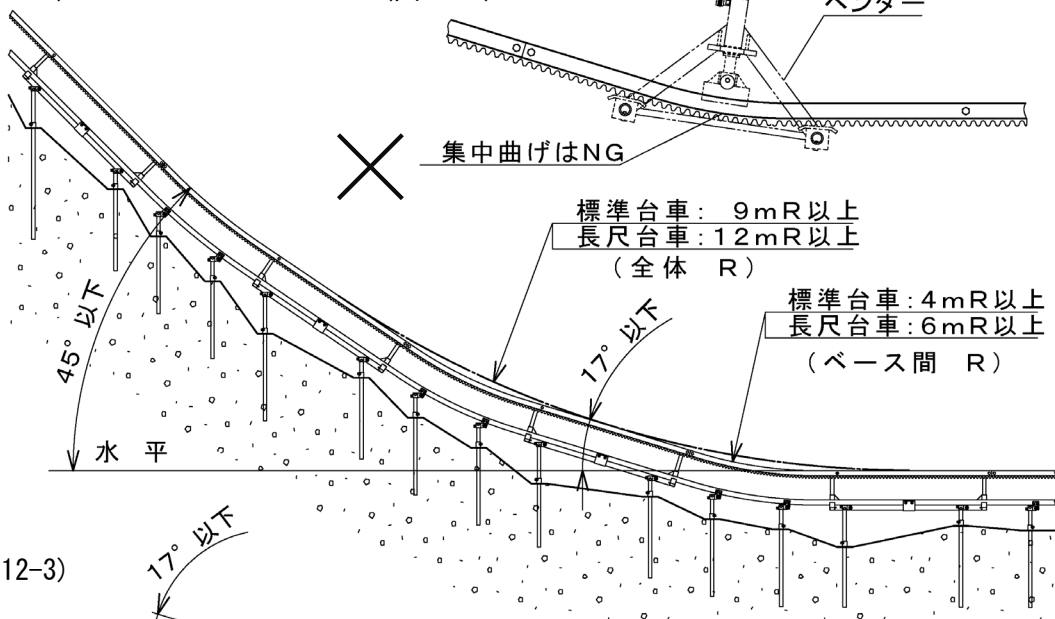 ベンダー
集中曲げはNG
標準台車：　9mR以上
長尺台車：12mR以上
（全体　R）
標準台車：4mR以上
長尺台車：6mR以上
（ベース間　R）
17°以下
45°以下
水平
17°以下
12-3)